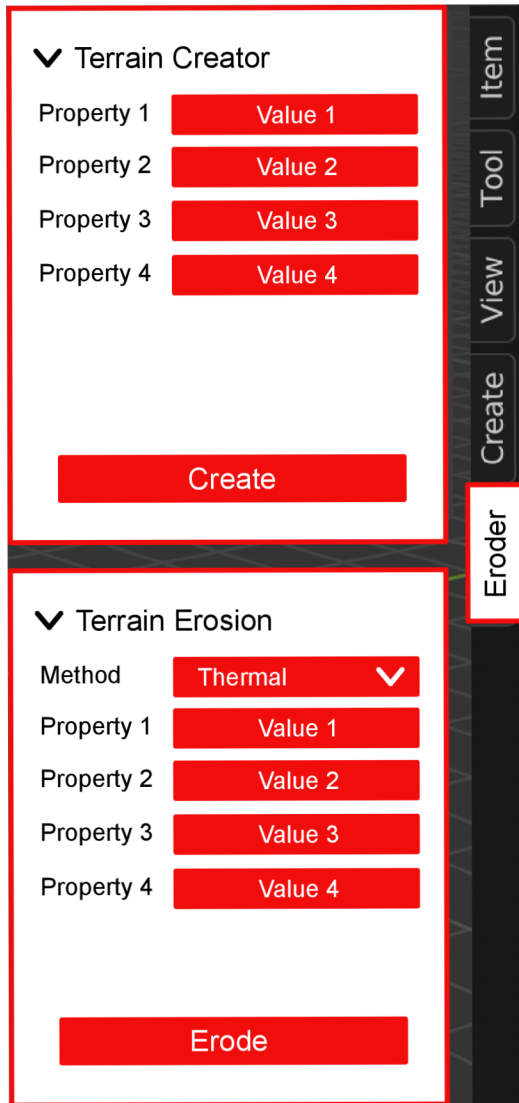 Terrain Creator
Property 1 Value 1
Property 2 Value 2
Property 3 Value 3
Property 4 Value 4
Create
Terrain Erosion
Method Thermal
Property 1 Value 1
Property 2 Value 2
Property 3 Value 3
Property 4 Value 4
Erode
Item
Tool
View
Create
Eroder